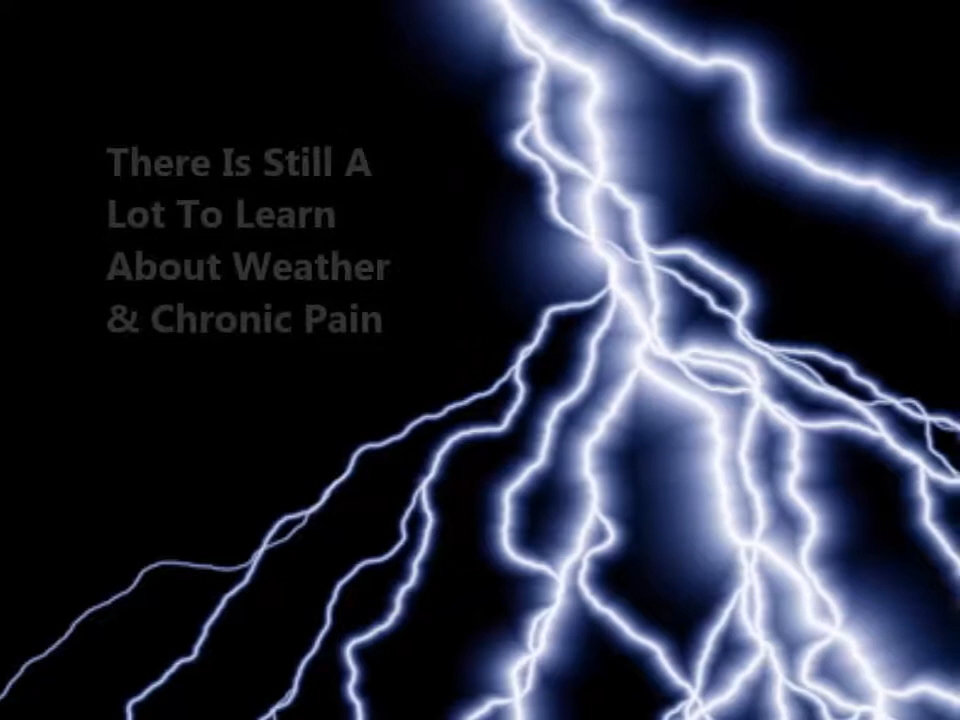 There Is Still A
Lot To Learn
About Weather
& Chronic Pain